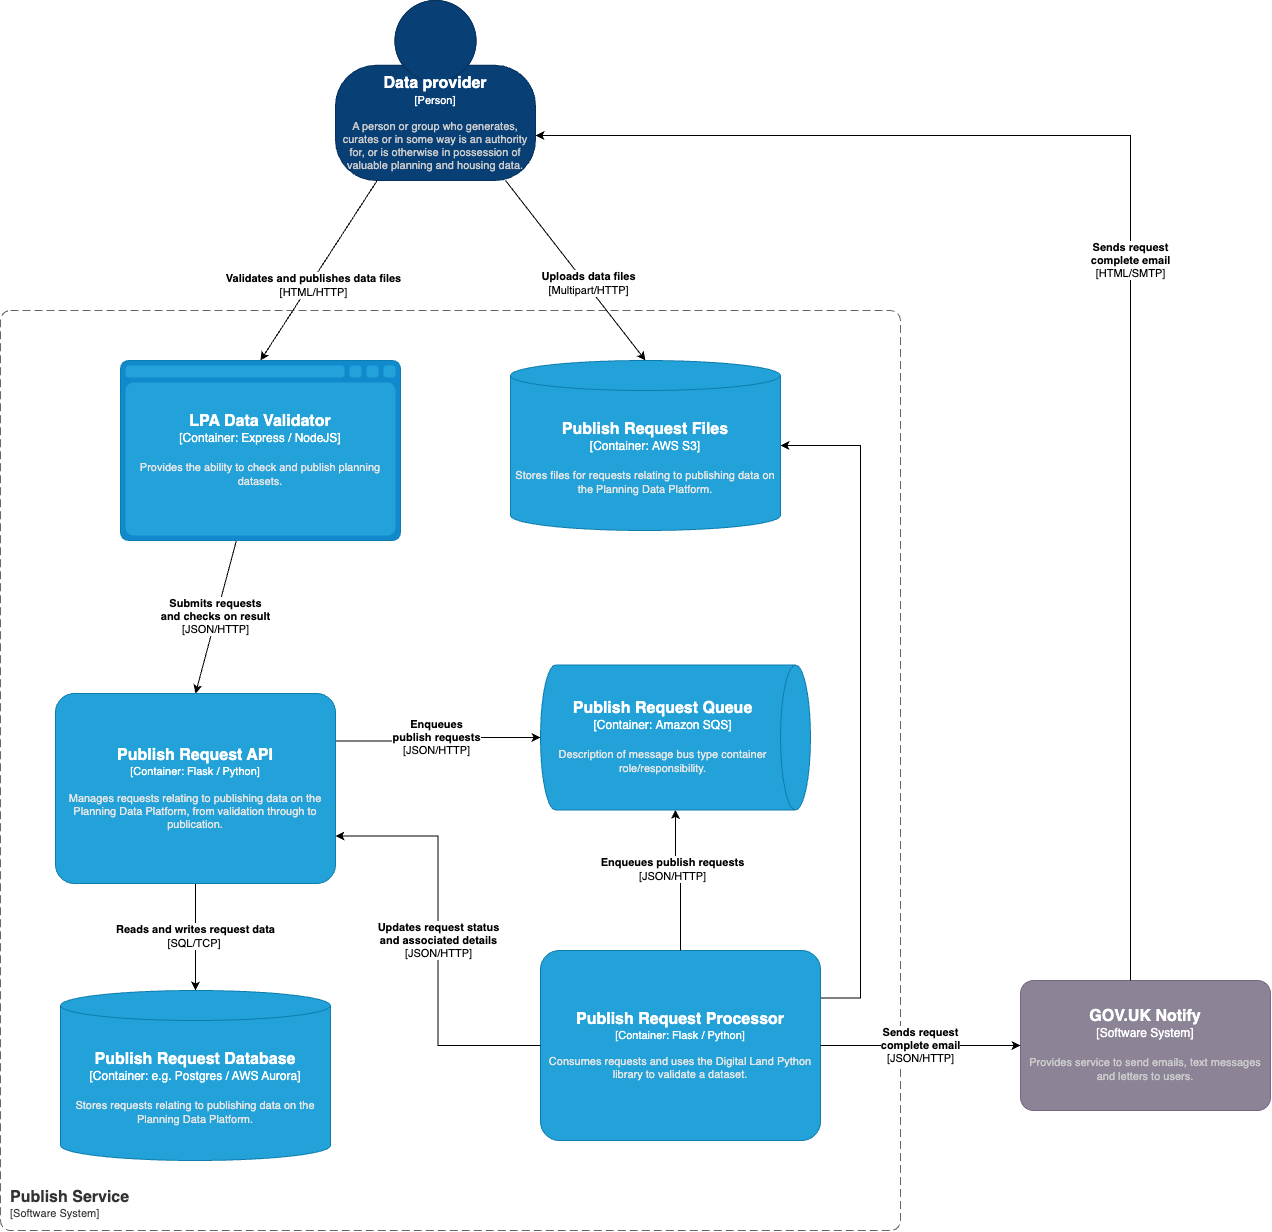 Data provider
[Person]
A person or group who generates,
curates or in some way is an authority
for, or is otherwise in possession of
valuable planning and housing data.
Sends request
complete email
[HTML/SMTP]
Validates and publishes data files
[HTML/HTTP]
Uploads data files
[Multipart/HTTP]
LPA Data Validator
[Container: Express / NodeJS]
Provides the ability to check and publish planning
datasets.
Publish Request Files
[Container: AWS S3]
Stores files for requests relating to publishing data on
the Planning Data Platform.
Submits requests
and checks on result
[JSON/HTTP]
Publish Request API
[Container: Flask / Python]
Manages requests relating to publishing data on the
Planning Data Platform, from validation through to
publication.
Enqueues
publish requests
[JSON/HTTP]
Publish Request Queue
[Container: Amazon SQS]
Description of message bus type container
role/responsibility.
Enqueues publish requests
[JSON/HTTP]
Reads and writes request data
[SQL/TCP]
Updates request status
and associated details
[JSON/HTTP]
Publish Request Database
[Container: e.g. Postgres / AWS Aurora]
Stores requests relating to publishing data on the
Planning Data Platform.
Publish Request Processor
[Container: Flask / Python]
Consumes requests and uses the Digital Land Python
library to validate a dataset.
Sends request
complete email
[JSON/HTTP]
GOV.UK Notify
[Software System]
Provides service to send emails, text messages
and letters to users.
Publish Service
[Software System]